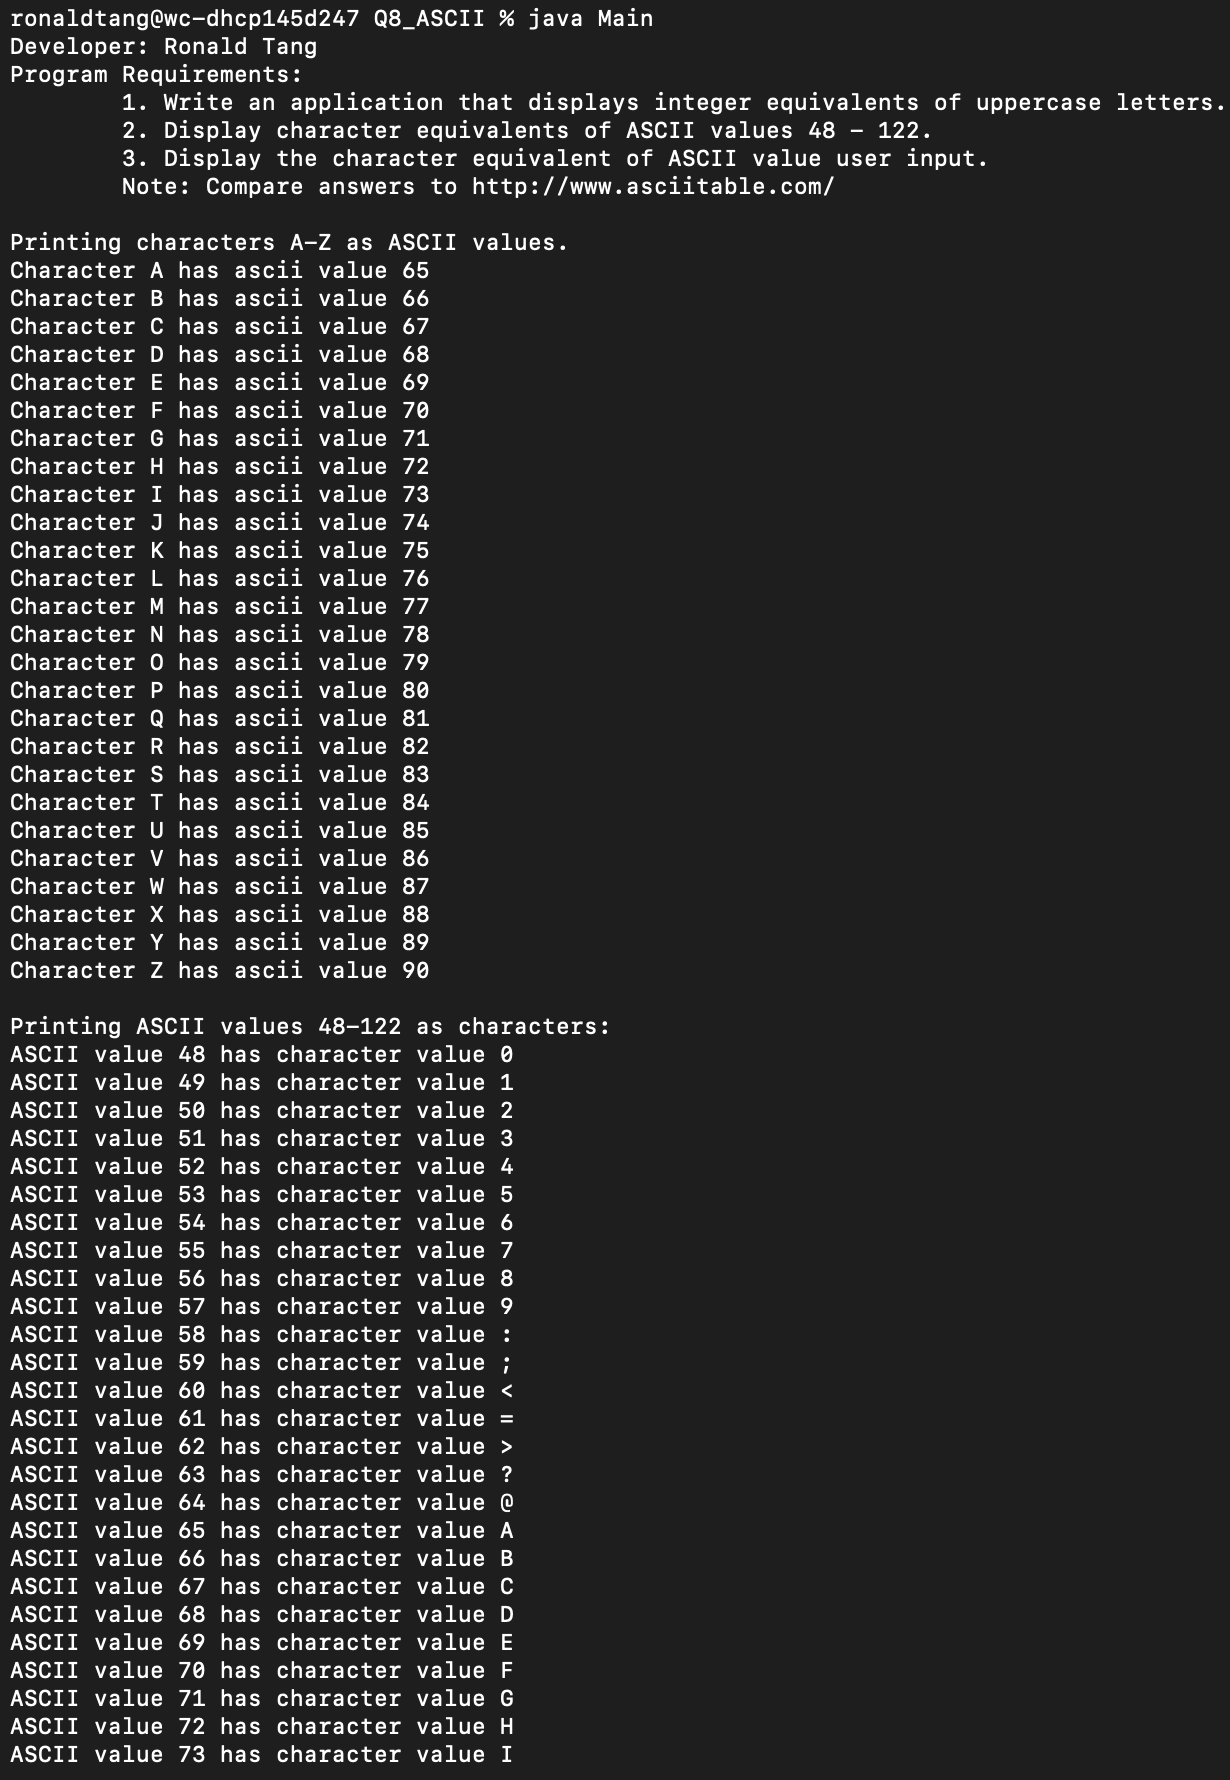 ronaldtang@wc-dhcp145d247 Q8_ASCII % java Main
Developer: Ronald Tang
Program Requirements:
        1. Write an application that displays integer equivalents of uppercase letters.
        2. Display character equivalents of ASCII values 48 - 122.
        3. Display the character equivalent of ASCII value user input.
        Note: Compare answers to http://www.asciitable.com/

Printing characters A-Z as ASCII values.
Character A has ascii value 65
Character B has ascii value 66
Character C has ascii value 67
Character D has ascii value 68
Character E has ascii value 69
Character F has ascii value 70
Character G has ascii value 71
Character H has ascii value 72
Character I has ascii value 73
Character J has ascii value 74
Character K has ascii value 75
Character L has ascii value 76
Character M has ascii value 77
Character N has ascii value 78
Character O has ascii value 79
Character P has ascii value 80
Character Q has ascii value 81
Character R has ascii value 82
Character S has ascii value 83
Character T has ascii value 84
Character U has ascii value 85
Character V has ascii value 86
Character W has ascii value 87
Character X has ascii value 88
Character Y has ascii value 89
Character Z has ascii value 90

Printing ASCII values 48-122 as characters:
ASCII value 48 has character value 0
ASCII value 49 has character value 1
ASCII value 50 has character value 2
ASCII value 51 has character value 3
ASCII value 52 has character value 4
ASCII value 53 has character value 5
ASCII value 54 has character value 6
ASCII value 55 has character value 7
ASCII value 56 has character value 8
ASCII value 57 has character value 9
ASCII value 58 has character value :
ASCII value 59 has character value ;
ASCII value 60 has character value <
ASCII value 61 has character value =
ASCII value 62 has character value >
ASCII value 63 has character value ?
ASCII value 64 has character value @
ASCII value 65 has character value A
ASCII value 66 has character value B
ASCII value 67 has character value C
ASCII value 68 has character value D
ASCII value 69 has character value E
ASCII value 70 has character value F
ASCII value 71 has character value G
ASCII value 72 has character value H
ASCII value 73 has character value I